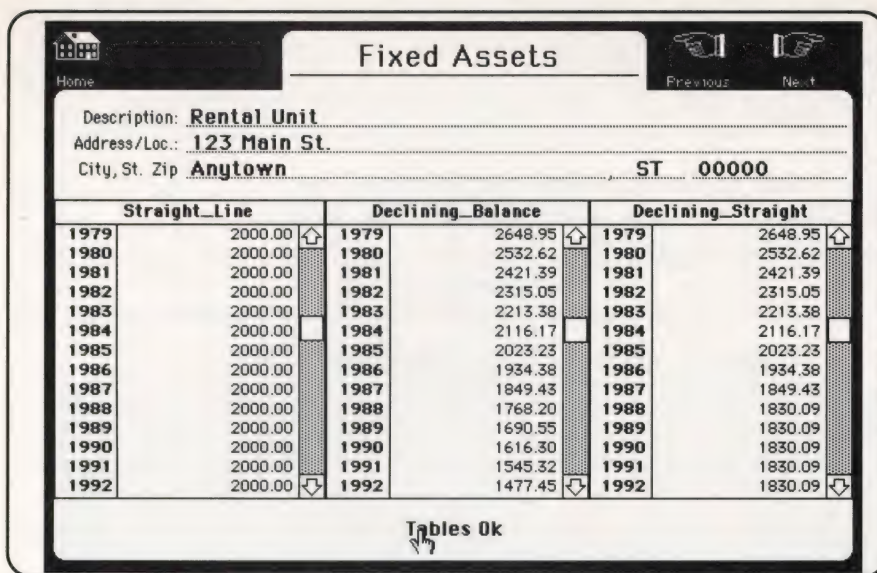 Fixed Assets
Home
Previous
Next
Description: Rental Unit
Address/Loc.: 123 Main St.
City, St. Zip Anytown , ST 00000
Straight_Line Declining_Balance Declining_Straight
1979 2000.00 1979 2648.95 1979 2648.95
1980 2000.00 1980 2532.62 1980 2532.62
1981 2000.00 1981 2421.39 1981 2421.39
1982 2000.00 1982 2315.05 1982 2315.05
1983 2000.00 1983 2213.38 1983 2213.38
1984 2000.00 1984 2116.17 1984 2116.17
1985 2000.00 1985 2023.23 1985 2023.23
1986 2000.00 1986 1934.38 1986 1934.38
1987 2000.00 1987 1849.43 1987 1849.43
1988 2000.00 1988 1768.20 1988 1830.09
1989 2000.00 1989 1690.55 1989 1830.09
1990 2000.00 1990 1616.30 1990 1830.09
1991 2000.00 1991 1545.32 1991 1830.09
1992 2000.00 1992 1477.45 1992 1830.09
Tables Ok